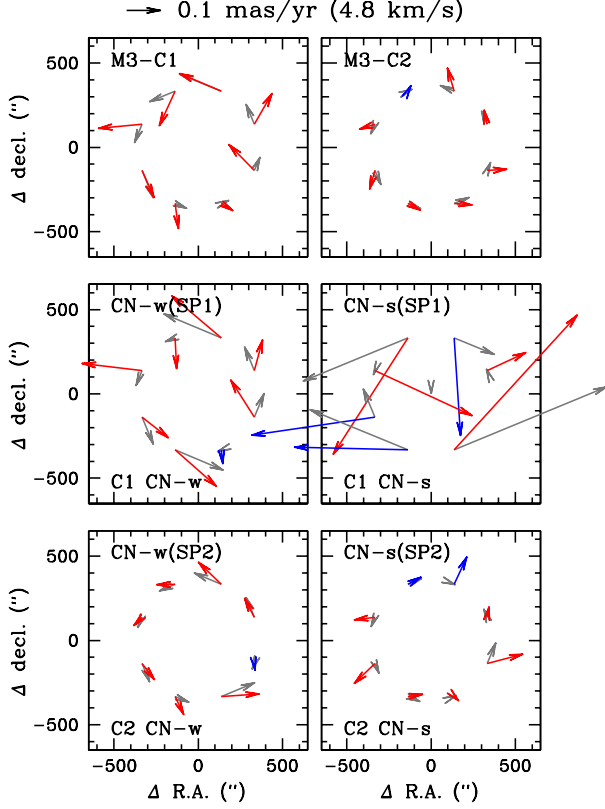 0.1 mas/yr (4.8 km/s)
M3-C1
M3-C2
500
0
-500
Δ decl. (″)
CN-w(SP1)
CN-s(SP1)
500
0
-500
Δ decl. (″)
C1 CN-w
C1 CN-s
CN-w(SP2)
CN-s(SP2)
500
0
-500
Δ decl. (″)
C2 CN-w
C2 CN-s
-500 0 500 -500 0 500
Δ R.A. (″) Δ R.A. (″)